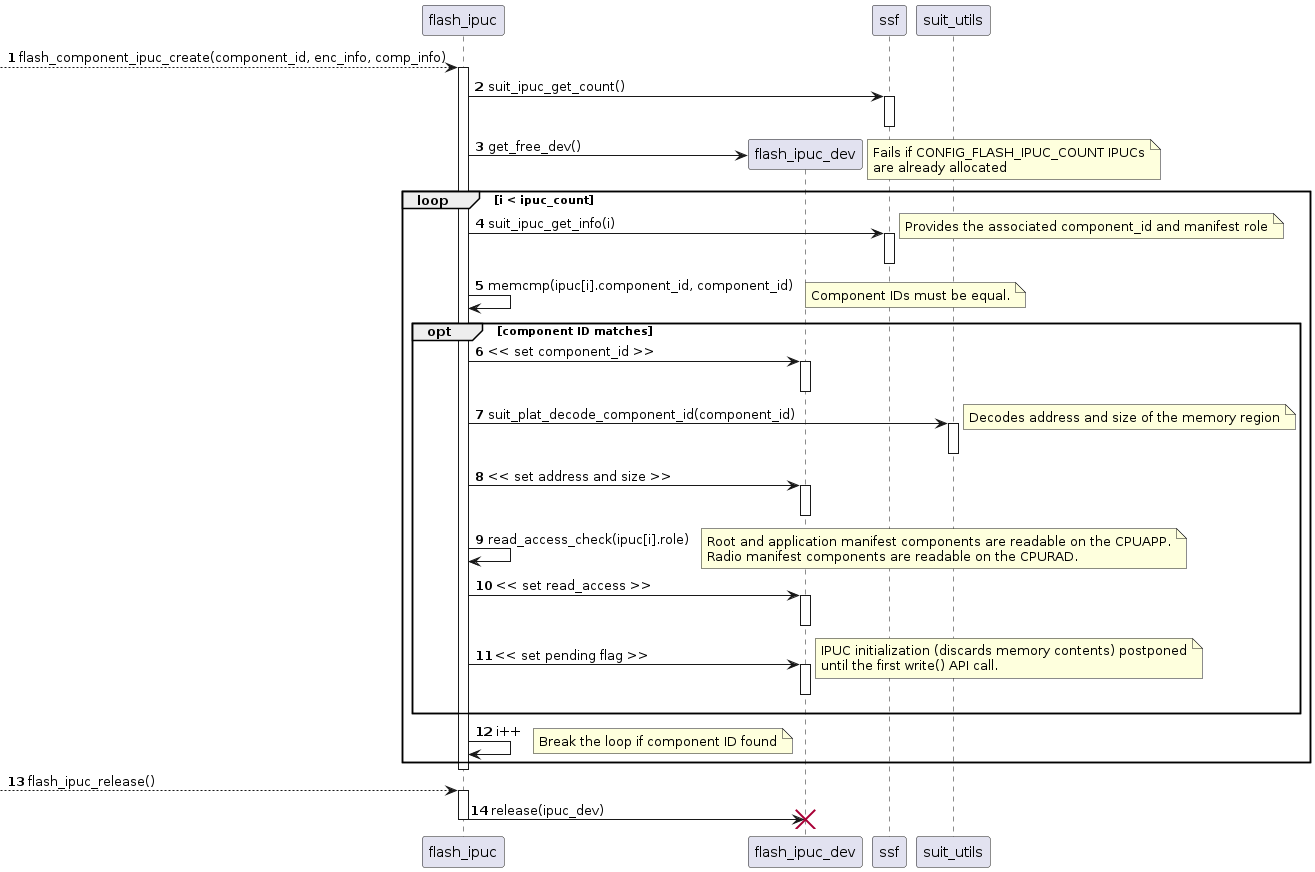 flash_ipuc
ssf
suit_utils
1 flash_component_ipuc_create(component_id, enc_info, comp_info)
2 suit_ipuc_get_count()
3 get_free_dev()
flash_ipuc_dev
Fails if CONFIG_FLASH_IPUC_COUNT IPUCs
are already allocated
loop [i < ipuc_count]
4 suit_ipuc_get_info(i)
Provides the associated component_id and manifest role
5 memcmp(ipuc[i].component_id, component_id)
Component IDs must be equal.
opt [component ID matches]
6 << set component_id >>
7 suit_plat_decode_component_id(component_id)
Decodes address and size of the memory region
8 << set address and size >>
9 read_access_check(ipuc[i].role)
Root and application manifest components are readable on the CPUAPP.
Radio manifest components are readable on the CPURAD.
10 << set read_access >>
11 << set pending flag >>
IPUC initialization (discards memory contents) postponed
until the first write() API call.
12 i++
Break the loop if component ID found
13 flash_ipuc_release()
14 release(ipuc_dev)
flash_ipuc
flash_ipuc_dev
ssf
suit_utils